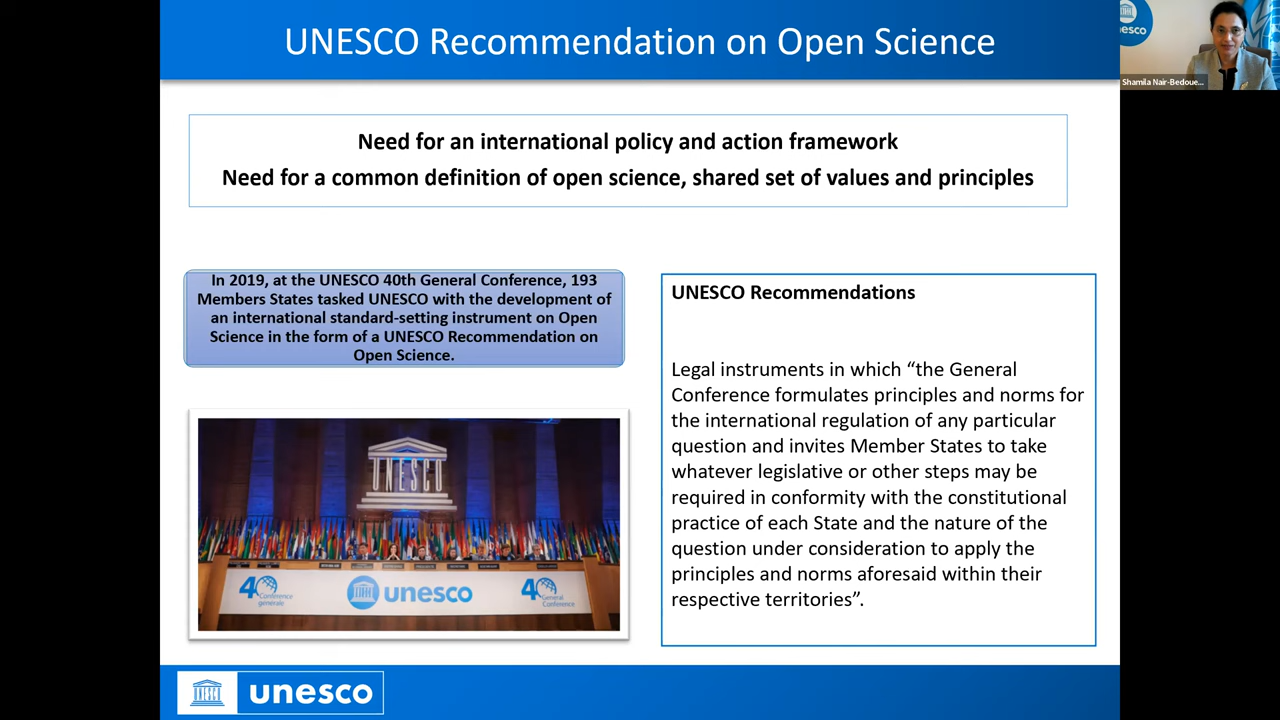 UNESCO Recommendation on Open Science
esco
Shamila Nair-Bedoue...
Need for an international policy and action framework
Need for a common definition of open science, shared set of values and principles
In 2019, at the UNESCO 40th General Conference, 193
Members States tasked UNESCO with the development of
an international standard-setting instrument on Open
Science in the form of a UNESCO Recommendation on
Open Science.
UNESCO Recommendations
Legal instruments in which “the General
Conference formulates principles and norms for
the international regulation of any particular
question and invites Member States to take
whatever legislative or other steps may be
required in conformity with the constitutional
practice of each State and the nature of the
question under consideration to apply the
principles and norms aforesaid within their
respective territories”.
UNESCO
40 Conférence générale
unesco
40 General Conference
unesco